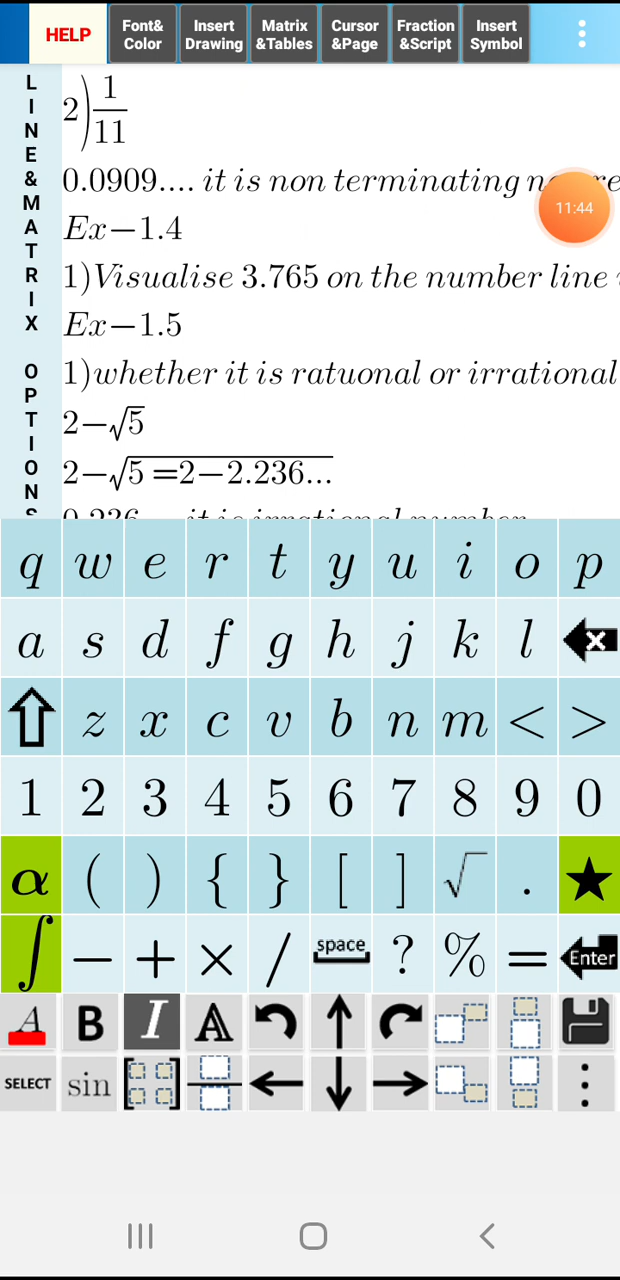 HELP
Font& Color
Insert Drawing
Matrix &Tables
Cursor &Page
Fraction &Script
Insert Symbol
LINE&MATRIX OPTIONS
2) 1/11
0.0909.... it is non terminating
11:44
Ex−1.4
1)Visualise 3.765 on the number line
Ex−1.5
1)whether it is ratuonal or irrational
2−√5
2−√5 =2−2.236...
q w e r t y u i o p
a s d f g h j k l
z x c v b n m < >
1 2 3 4 5 6 7 8 9 0
α ( ) { } [ ] √ . ★
∫ − + × / space ? % = Enter
A B I A
SELECT sin